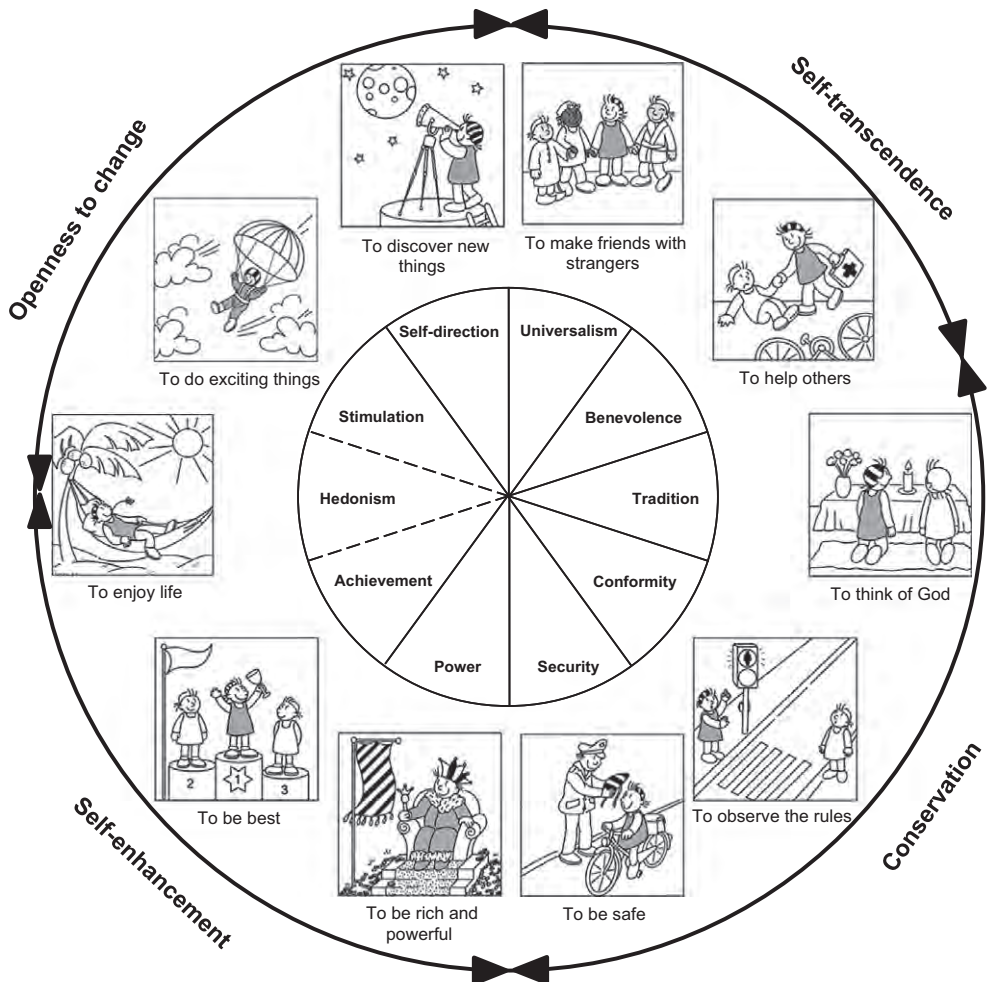 Openness to change
Self-transcendence
To discover new
things
To make friends with
strangers
To do exciting things
To help others
Self-direction
Universalism
Stimulation
Benevolence
Hedonism
Tradition
Achievement
Conformity
Power
Security
To enjoy life
To think of God
2
1
3
To be best
To observe the rules
To be rich and
powerful
To be safe
Self-enhancement
Conservation